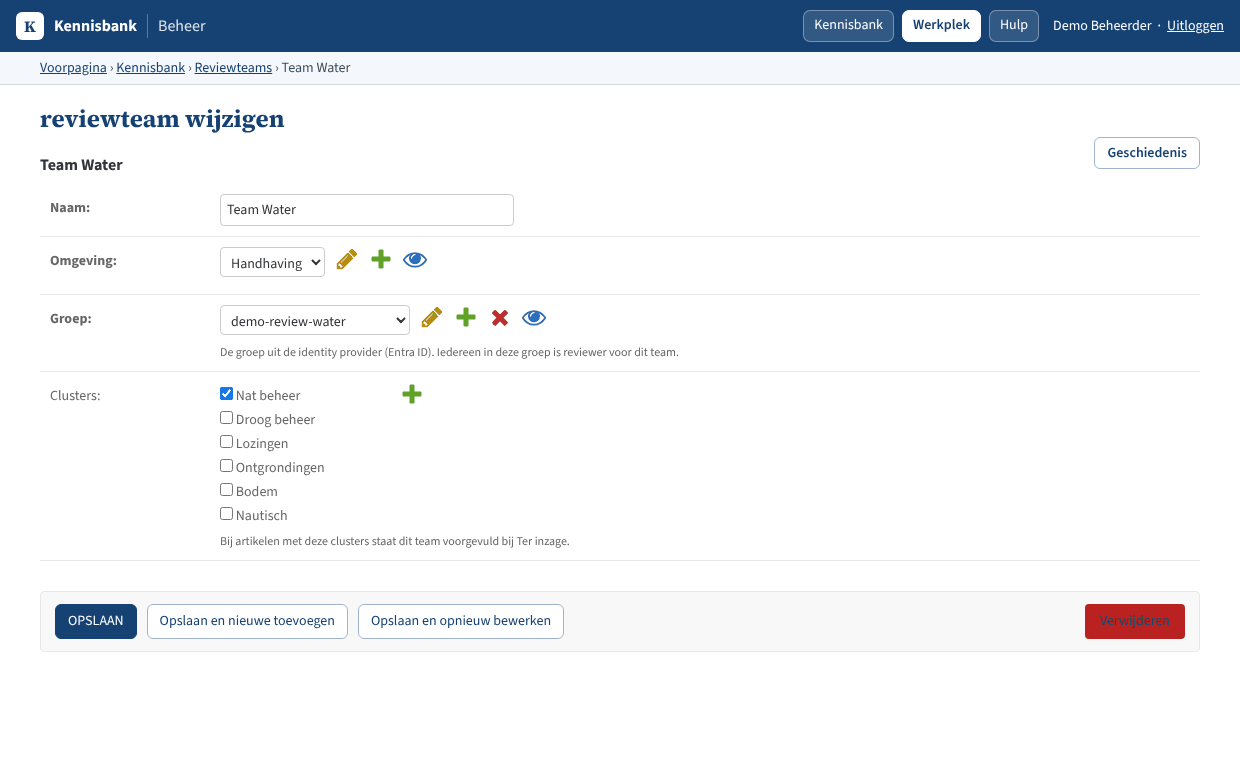 K Kennisbank Beheer Kennisbank Werkplek Hulp Demo Beheerder · Uitloggen
Voorpagina › Kennisbank › Reviewteams › Team Water
reviewteam wijzigen
Geschiedenis
Team Water
Naam: Team Water
Omgeving: Handhaving
Groep: demo-review-water
De groep uit de identity provider (Entra ID). Iedereen in deze groep is reviewer voor dit team.
Clusters: Nat beheer
Droog beheer
Lozingen
Ontgrondingen
Bodem
Nautisch
Bij artikelen met deze clusters staat dit team voorgevuld bij Ter inzage.
OPSLAAN Opslaan en nieuwe toevoegen Opslaan en opnieuw bewerken Verwijderen